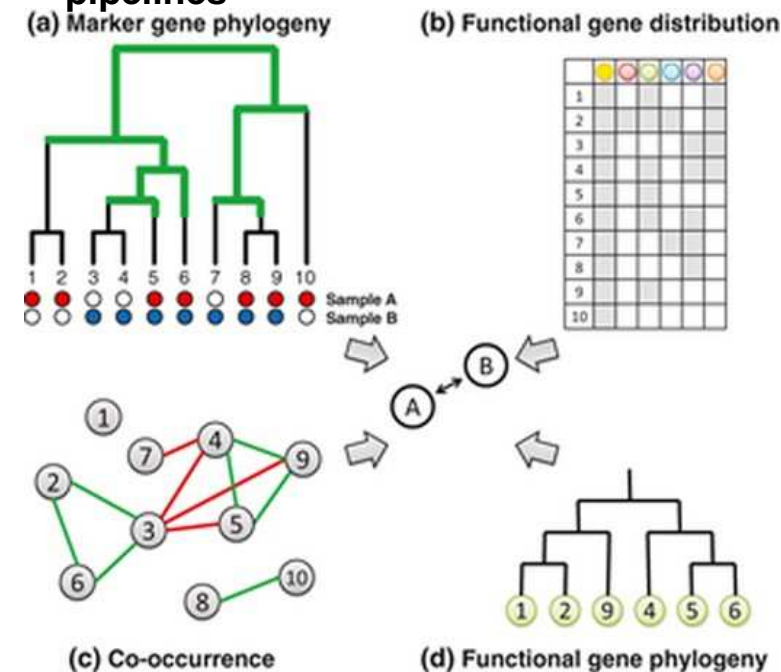 pipelines
(a) Marker gene phylogeny
(b) Functional gene distribution
1
2
3
4
5
6
7
8
9
10
1 2 3 4 5 6 7 8 9 10
Sample A
Sample B
B
A
1
7
4
9
2
3
5
6
8
10
1 2 9 4 5 6
(c) Co-occurrence
(d) Functional gene phylogeny